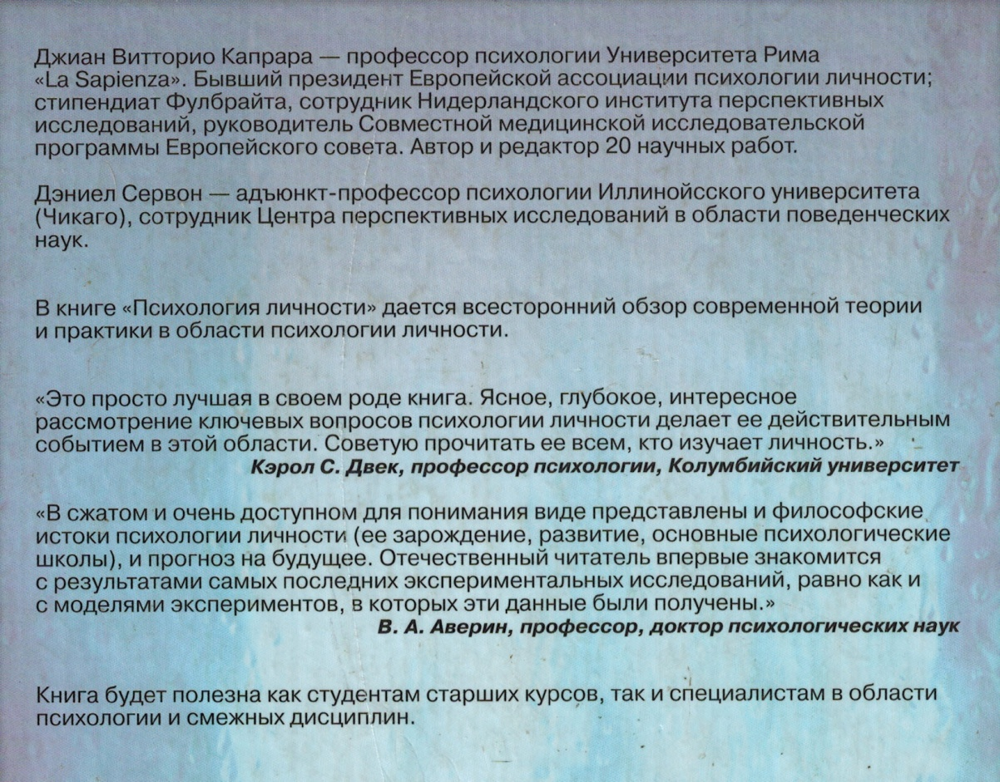 Джиан Витторио Капрара — профессор психологии Университета Рима
«La Sapienza». Бывший президент Европейской ассоциации психологии личности;
стипендиат Фулбрайта, сотрудник Нидерландского института перспективных
исследований, руководитель Совместной медицинской исследовательской
программы Европейского совета. Автор и редактор 20 научных работ.
Дэниел Сервон — адъюнкт-профессор психологии Иллинойсского университета
(Чикаго), сотрудник Центра перспективных исследований в области поведенческих
наук.
В книге «Психология личности» дается всесторонний обзор современной теории
и практики в области психологии личности.
«Это просто лучшая в своем роде книга. Ясное, глубокое, интересное
рассмотрение ключевых вопросов психологии личности делает ее действительным
событием в этой области. Советую прочитать ее всем, кто изучает личность.»
Кэрол С. Двек, профессор психологии, Колумбийский университет
«В сжатом и очень доступном для понимания виде представлены и философские
истоки психологии личности (ее зарождение, развитие, основные психологические
школы), и прогноз на будущее. Отечественный читатель впервые знакомится
с результатами самых последних экспериментальных исследований, равно как и
с моделями экспериментов, в которых эти данные были получены.»
В. А. Аверин, профессор, доктор психологических наук
Книга будет полезна как студентам старших курсов, так и специалистам в области
психологии и смежных дисциплин.